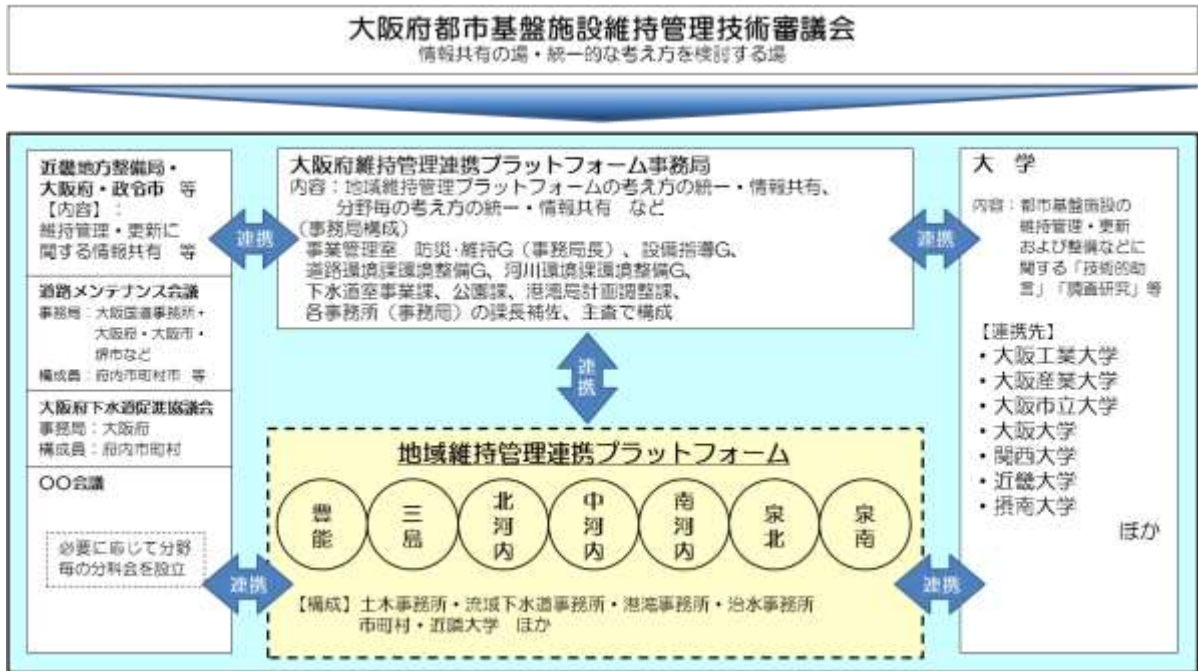 大阪府都市基盤施設維持管理技術審議会
情報共有の場・統一的な考え方を検討する場
近畿地方整備局・
大阪府・政令市　等
【内容】：
維持管理・更新に
関する情報共有　等
道路メンテナンス会議
事務局：大阪国道事務所・
大阪府・大阪市・
堺市など
構成員：府内市町村市　等
大阪府下水道促進協議会
事務局：大阪府
構成員：府内市町村
〇〇会議
必要に応じて分野
毎の分科会を設立
連携
大阪府維持管理連携プラットフォーム事務局
内容：地域維持管理プラットフォームの考え方の統一・情報共有、
分野毎の考え方の統一・情報共有　など
（事務局構成）
事業管理室　防災・維持G（事務局長）、設備指導G、
道路環境課環境整備G、河川環境課環境整備G、
下水道室事業課、公園課、港湾局計画調整課、
各事務所（事務局）の課長補佐、主査で構成
連携
連携
大　学
内容：都市基盤施設の
維持管理・更新
および整備などに
関する「技術的助
言」「調査研究」等
【連携先】
・大阪工業大学
・大阪産業大学
・大阪市立大学
・大阪大学
・関西大学
・近畿大学
・摂南大学
ほか
地域維持管理連携プラットフォーム
豊能
三島
北河内
中河内
南河内
泉北
泉南
連携
連携
【構成】土木事務所・流域下水道事務所・港湾事務所・治水事務所
市町村・近隣大学　ほか